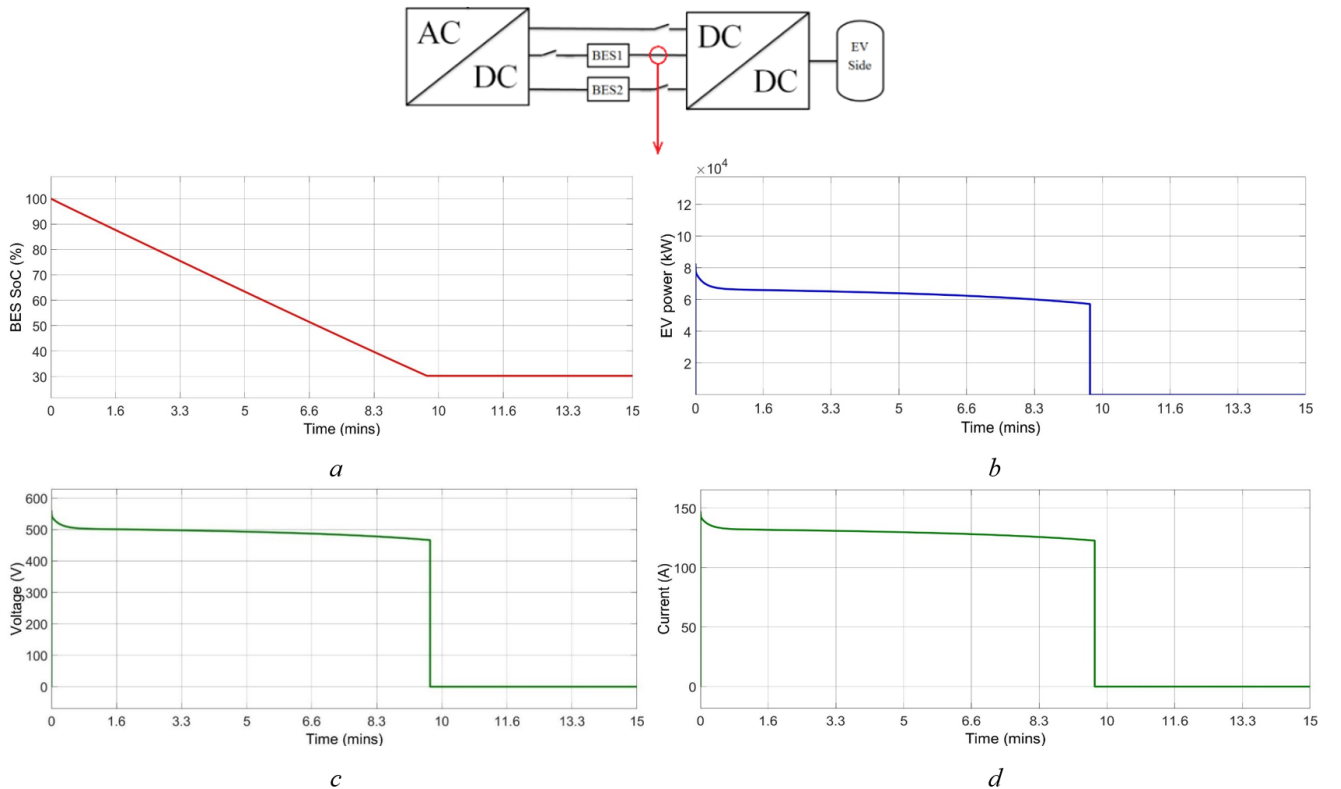 AC
DC
BES1
BES2
DC
DC
EV
Side
BES SoC (%)
100
90
80
70
60
50
40
30
0 1.6 3.3 5 6.6 8.3 10 11.6 13.3 15
Time (mins)
a
×10⁴
EV power (kW)
12
10
8
6
4
2
0 1.6 3.3 5 6.6 8.3 10 11.6 13.3 15
Time (mins)
b
Voltage (V)
600
500
400
300
200
100
0
0 1.6 3.3 5 6.6 8.3 10 11.6 13.3 15
Time (mins)
c
Current (A)
150
100
50
0
0 1.6 3.3 5 6.6 8.3 10 11.6 13.3 15
Time (mins)
d